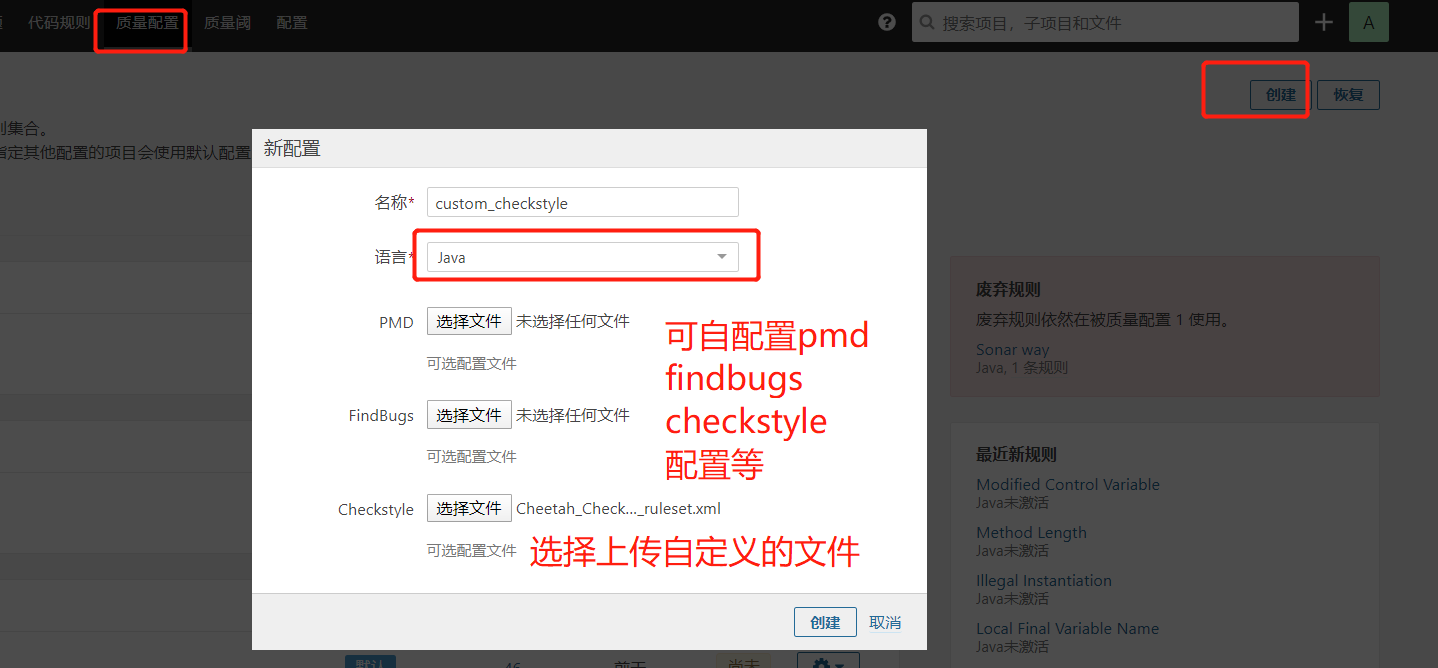 代码规则 质量配置 质量阈 配置 ? 搜索项目，子项目和文件 + A
创建 恢复
则集合。
指定其他配置的项目会使用默认配置
新配置
名称* custom_checkstyle
语言* Java
PMD 选择文件 未选择任何文件
可选配置文件
FindBugs 选择文件 未选择任何文件
可选配置文件
Checkstyle 选择文件 Cheetah_Check..._ruleset.xml
可选配置文件
可自配置pmd
findbugs
checkstyle
配置等
选择上传自定义的文件
创建 取消
废弃规则
废弃规则依然在被质量配置 1 使用。
Sonar way
Java, 1 条规则
最近新规则
Modified Control Variable
Java未激活
Method Length
Java未激活
Illegal Instantiation
Java未激活
Local Final Variable Name
Java未激活
默认 46 前天 尚未